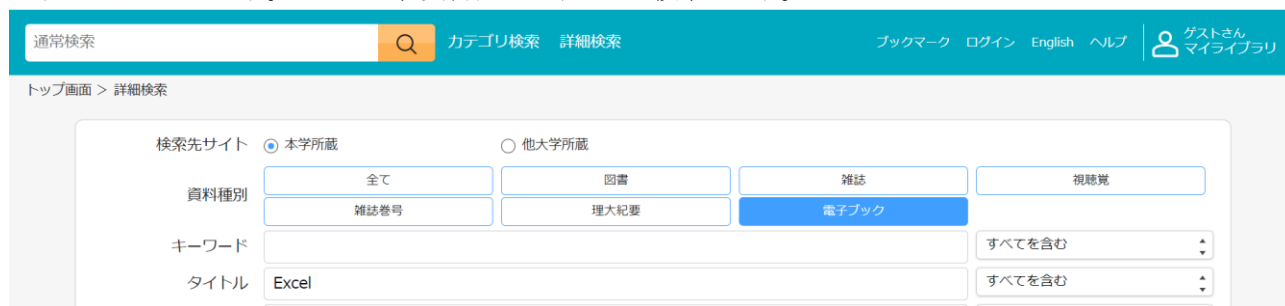 通常検索 カテゴリ検索 詳細検索 ブックマーク ログイン English ヘルプ ゲストさん
マイライブラリ
トップ画面 > 詳細検索
検索先サイト 本学所蔵 他大学所蔵
資料種別 全て 図書 雑誌 視聴覚
雑誌巻号 理大紀要 電子ブック
キーワード すべてを含む
タイトル Excel すべてを含む